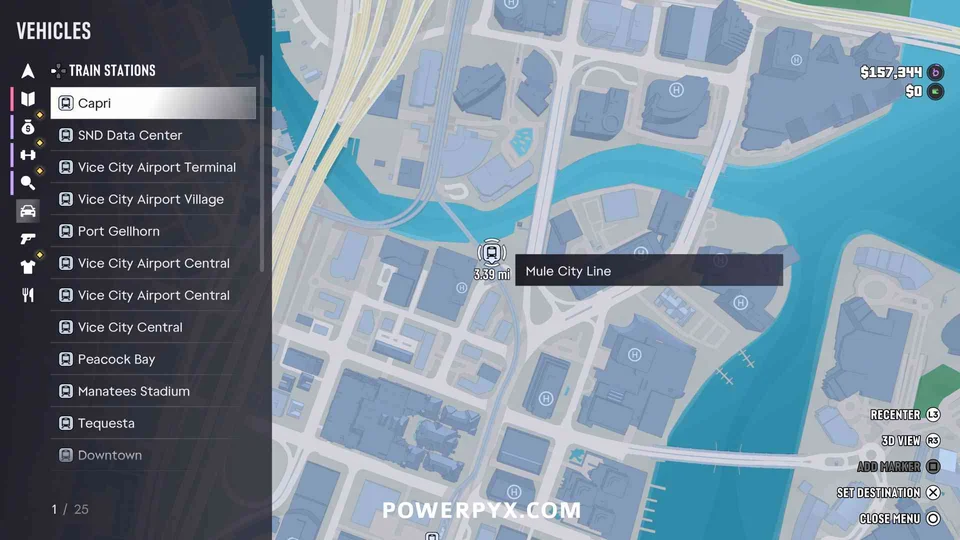 VEHICLES
TRAIN STATIONS
Capri
SND Data Center
Vice City Airport Terminal
Vice City Airport Village
Port Gellhorn
Vice City Airport Central
Vice City Airport Central
Vice City Central
Peacock Bay
Manatees Stadium
Tequesta
Downtown
1 / 25
$157,344
$0
H
H
H
3.39 mi
Mule City Line
H
H
H
H
H
H
H
RECENTER L3
3D VIEW R3
ADD MARKER
SET DESTINATION
CLOSE MENU
POWERPYX.COM